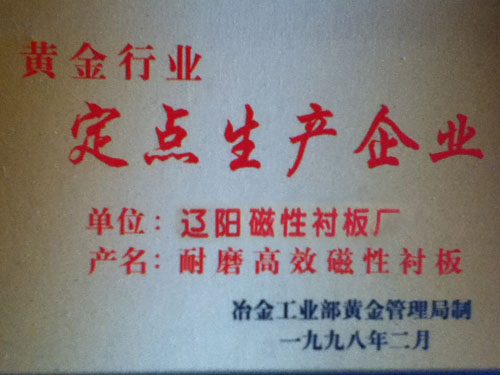 黄金行业
定点生产企业
单位：辽阳磁性衬板厂
产名：耐磨高效磁性衬板
冶金工业部黄金管理局制
一九九八年二月